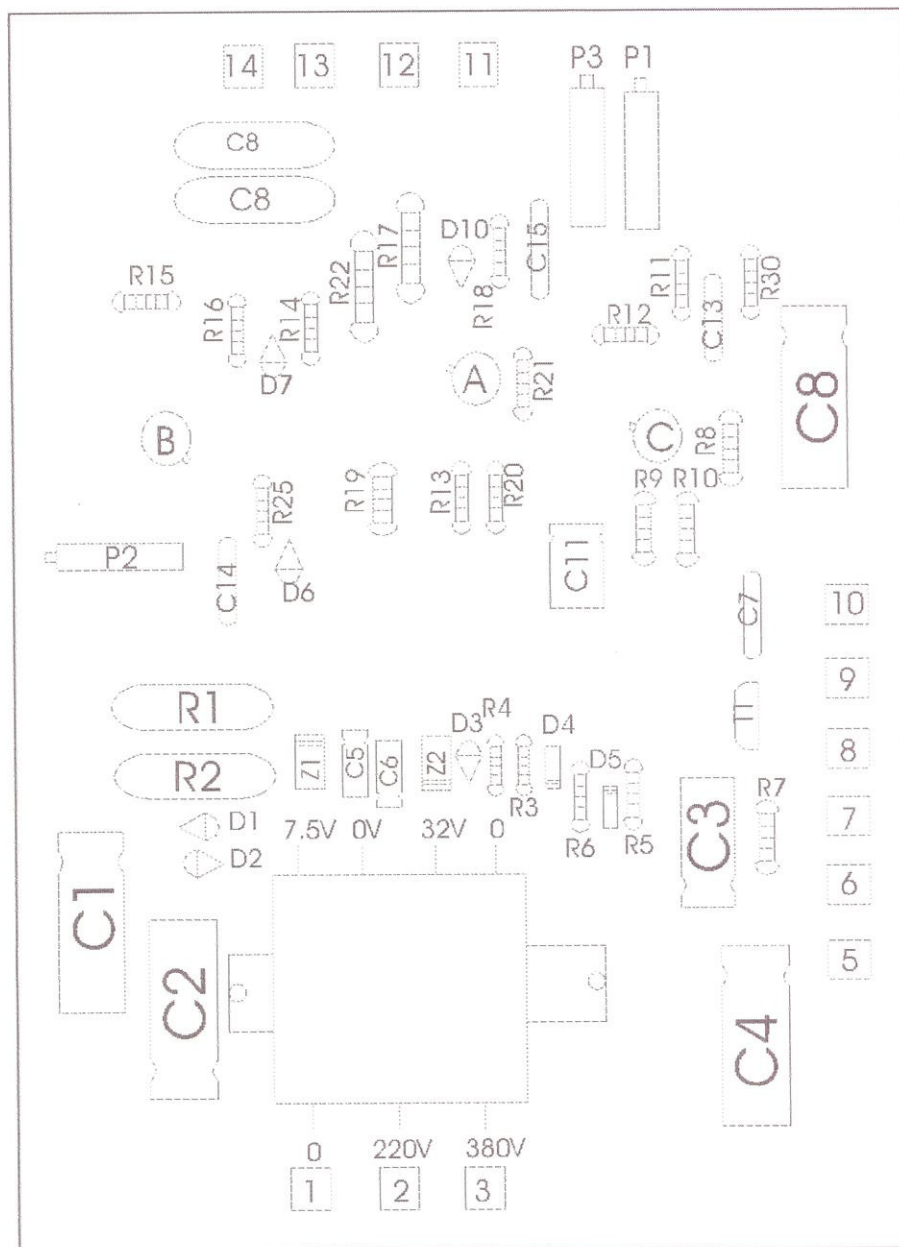 14 13 12 11 P3 P1
C8
C8
R15
R16
D7
R14
R22
R17
D10
R18
C15
R11
R12
C13
R30
A
R21
C8
B
C
R8
R9 R10
R25
R19
R13
R20
P2
C14
D6
C11
C7
10
9
8
7
6
5
R1
R2
Z1
C5
C6
Z2
D3
R4
R3
D4
R6
D5
R5
T1
C3
R7
D1
D2
7.5V 0V 32V 0
C1
C2
C4
0 220V 380V
1 2 3